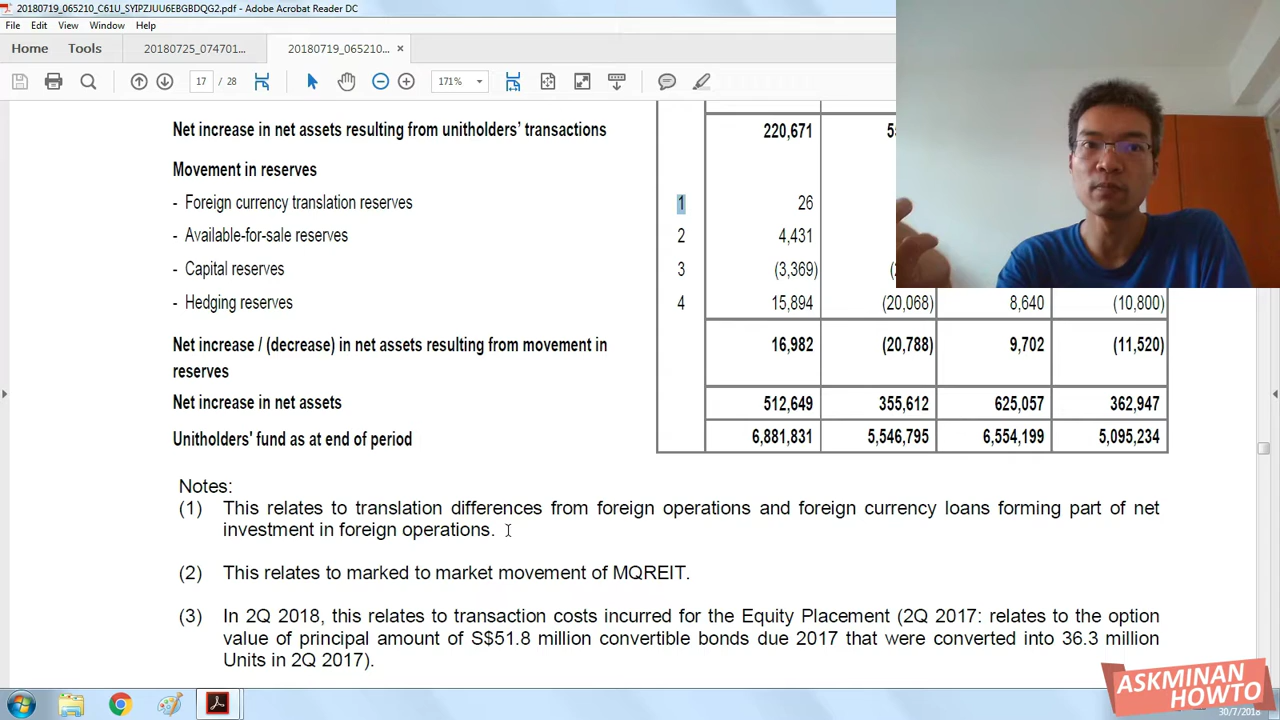 20180719_065210_C61U_SYIPZJUU6EBGBDQG2.pdf - Adobe Acrobat Reader DC
File Edit View Window Help
Home Tools 20180725_074701... 20180719_065210... ×
17 / 28 171%
Net increase in net assets resulting from unitholders' transactions 220,671
Movement in reserves
- Foreign currency translation reserves 1 26
- Available-for-sale reserves 2 4,431
- Capital reserves 3 (3,369)
- Hedging reserves 4 15,894 (20,068) 8,640 (10,800)
Net increase / (decrease) in net assets resulting from movement in 16,982 (20,788) 9,702 (11,520)
reserves
Net increase in net assets 512,649 355,612 625,057 362,947
Unitholders' fund as at end of period 6,881,831 5,546,795 6,554,199 5,095,234
Notes:
(1) This relates to translation differences from foreign operations and foreign currency loans forming part of net
investment in foreign operations.
(2) This relates to marked to market movement of MQREIT.
(3) In 2Q 2018, this relates to transaction costs incurred for the Equity Placement (2Q 2017: relates to the option
value of principal amount of S$51.8 million convertible bonds due 2017 that were converted into 36.3 million
Units in 2Q 2017).
ASKMINAN
HOWTO
30/7/2018